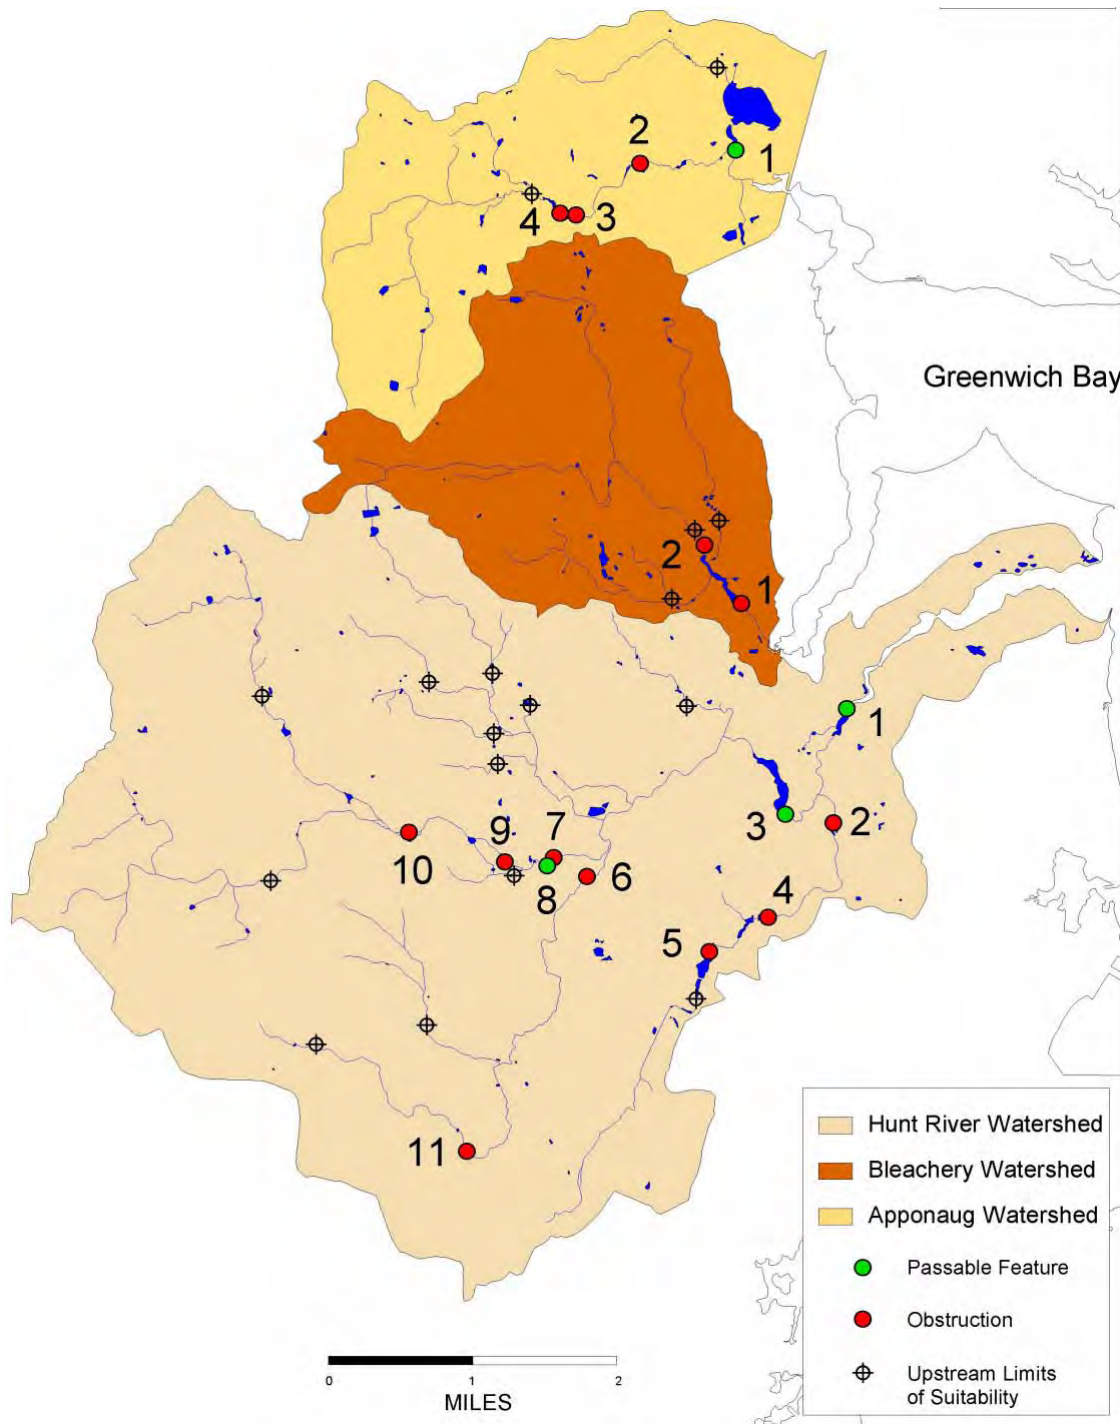 2
1
4
3
Greenwich Bay
2
1
1
3
2
9
7
10
8
6
4
5
11
Hunt River Watershed
Bleachery Watershed
Apponaug Watershed
Passable Feature
Obstruction
Upstream Limits
of Suitability
0 1 2
MILES